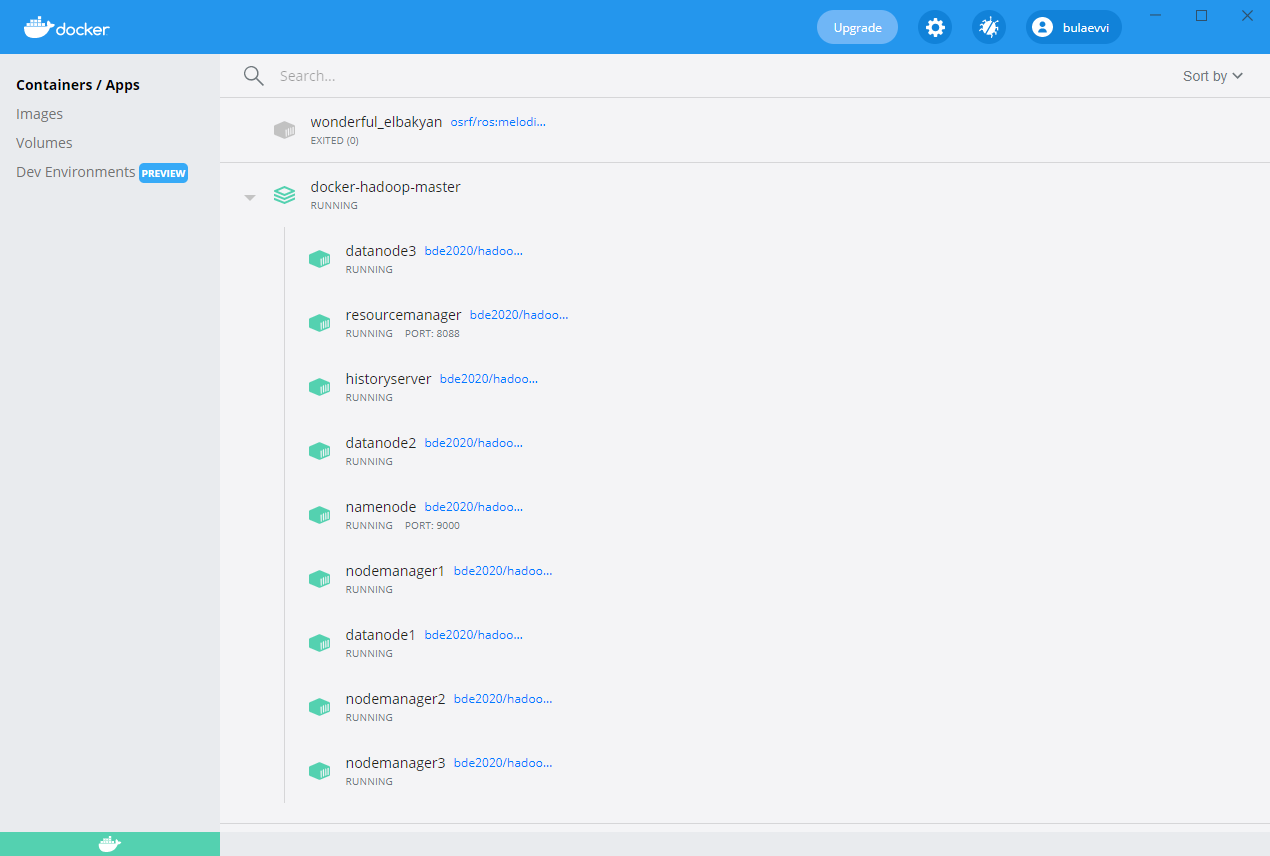 docker
Upgrade
bulaevvi
Containers / Apps
Images
Volumes
Dev Environments PREVIEW
Search...
Sort by
wonderful_elbakyan osrf/ros:melodi...
EXITED (0)
docker-hadoop-master
RUNNING
datanode3 bde2020/hadoo...
RUNNING
resourcemanager bde2020/hadoo...
RUNNING PORT: 8088
historyserver bde2020/hadoo...
RUNNING
datanode2 bde2020/hadoo...
RUNNING
namenode bde2020/hadoo...
RUNNING PORT: 9000
nodemanager1 bde2020/hadoo...
RUNNING
datanode1 bde2020/hadoo...
RUNNING
nodemanager2 bde2020/hadoo...
RUNNING
nodemanager3 bde2020/hadoo...
RUNNING